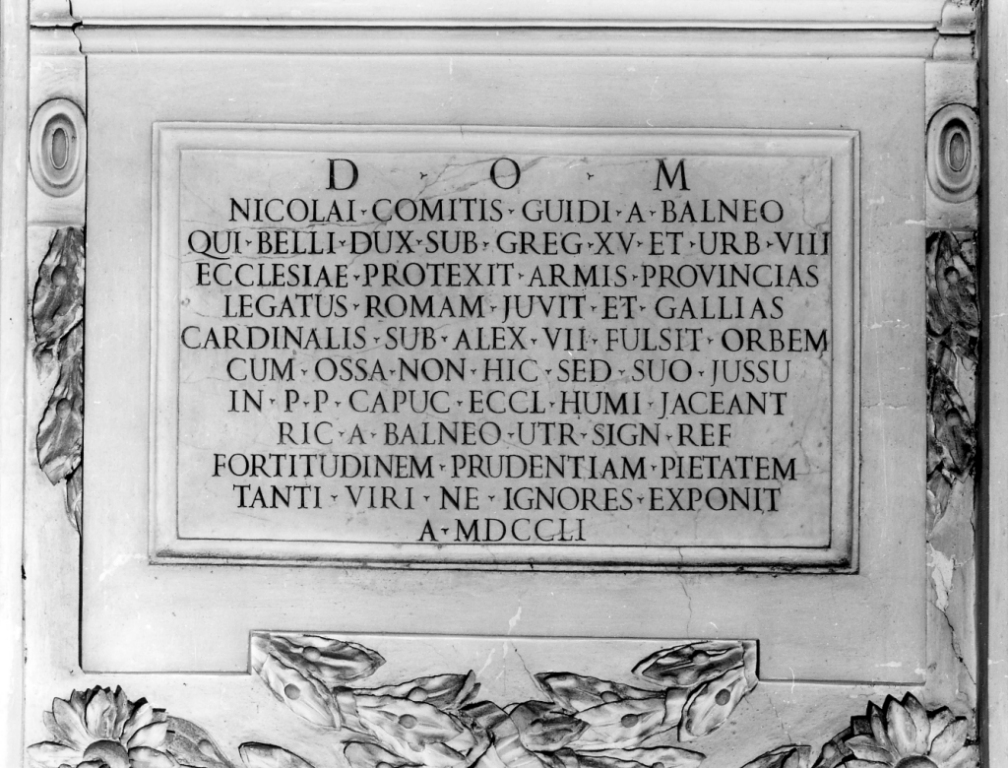 D · O · M
NICOLAI · COMITIS · GUIDI · A · BALNEO
QUI · BELLI · DUX · SUB · GREG · XV · ET · URB · VIII
ECCLESIAE · PROTEXIT · ARMIS · PROVINCIAS
LEGATUS · ROMAM · JUVIT · ET · GALLIAS
CARDINALIS · SUB · ALEX · VII · FULSIT · ORBEM
CUM · OSSA · NON · HIC · SED · SUO · JUSSU
IN · P · P · CAPUC · ECCL · HUMI · JACEANT
RIC · A · BALNEO · UTR · SIGN · REF
FORTITUDINEM · PRUDENTIAM · PIETATEM
TANTI · VIRI · NE · IGNORES · EXPONIT
A · MDCCLI